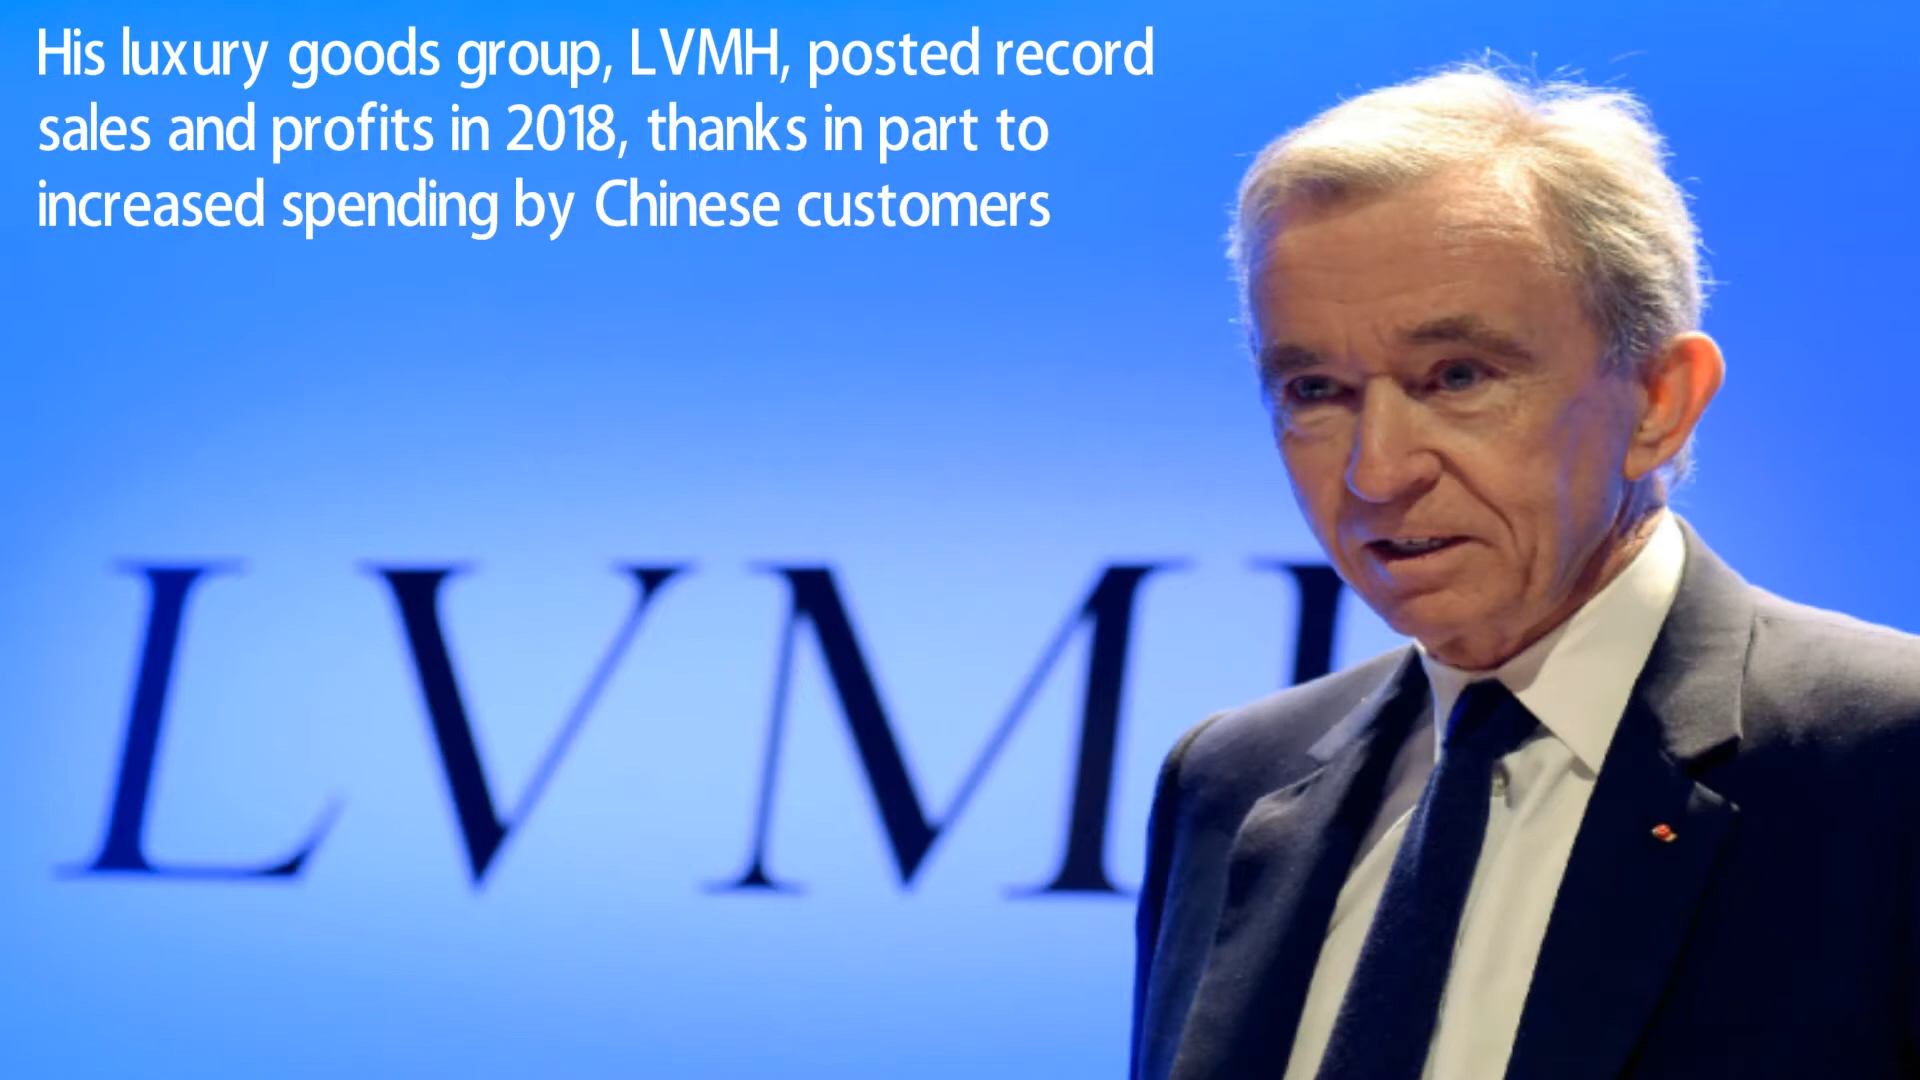 His luxury goods group, LVMH, posted record
sales and profits in 2018, thanks in part to
increased spending by Chinese customers
LVM